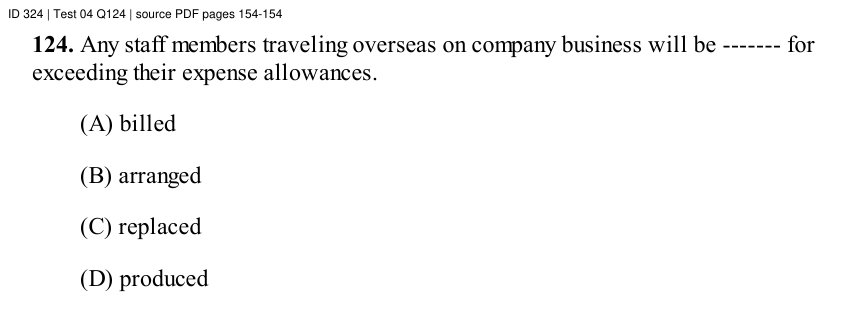 ID 324 | Test 04 Q124 | source PDF pages 154-154
124. Any staff members traveling overseas on company business will be ------- for
exceeding their expense allowances.
(A) billed
(B) arranged
(C) replaced
(D) produced